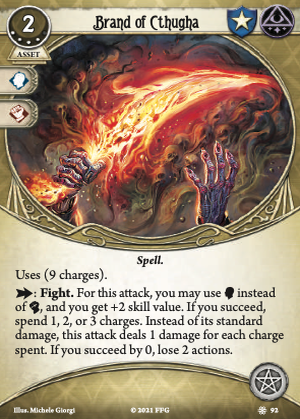 2
Brand of Cthugha
ASSET
Spell.
Uses (9 charges).
: Fight. For this attack, you may use instead
of , and you get +2 skill value. If you succeed,
spend 1, 2, or 3 charges. Instead of its standard
damage, this attack deals 1 damage for each charge
spent. If you succeed by 0, lose 2 actions.
Illus. Michele Giorgi
© 2021 FFG
92